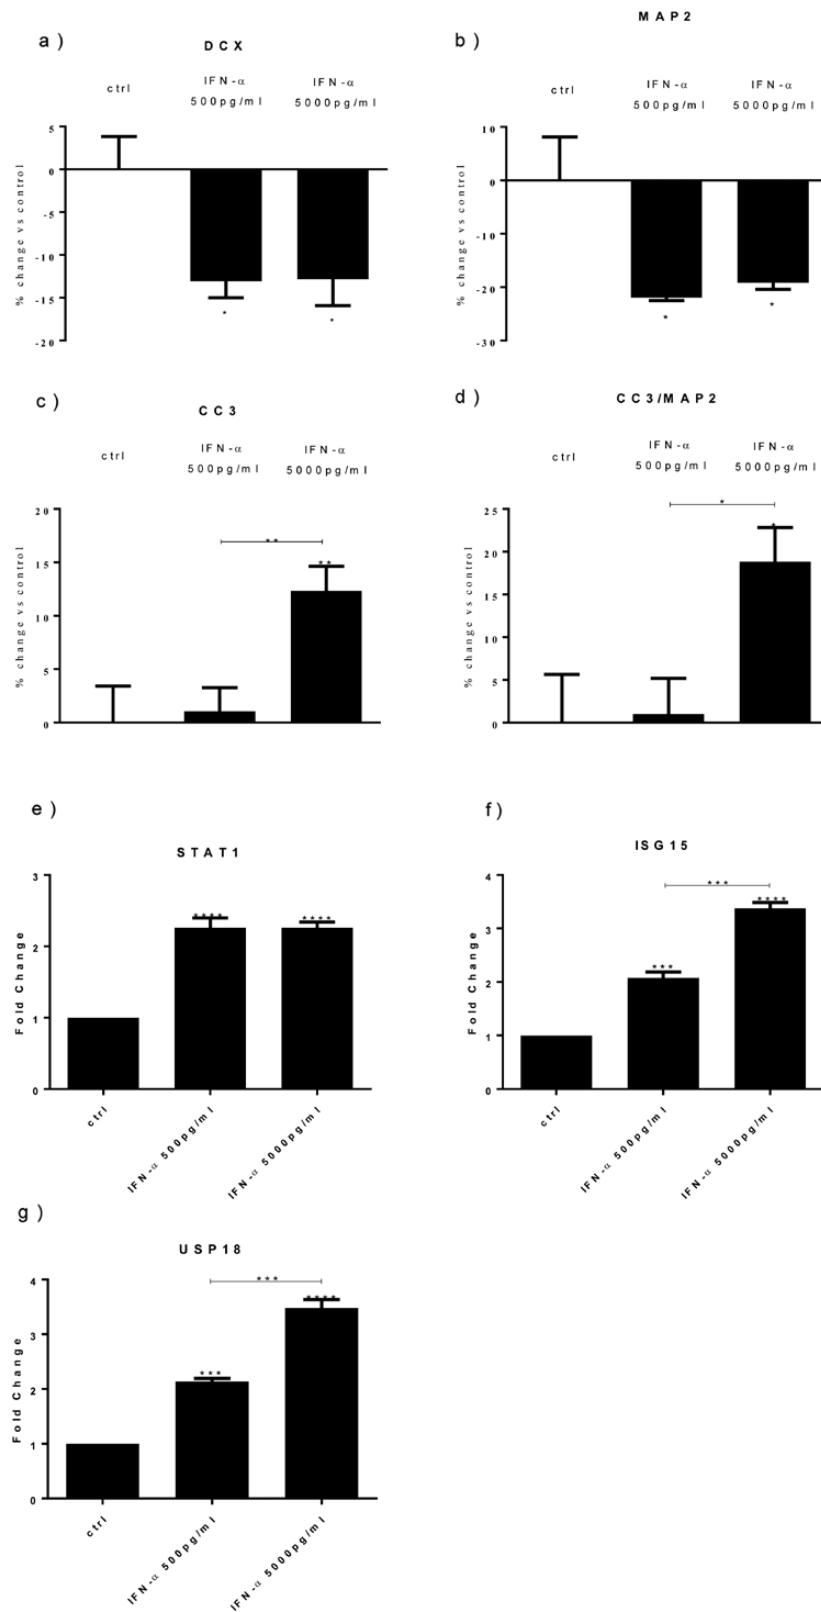 a) DCX
ctrl IFN-α 500pg/ml IFN-α 5000pg/ml
5
0
-5
-10
-15
-20
% change vs control
*
*
b) MAP2
ctrl IFN-α 500pg/ml IFN-α 5000pg/ml
10
0
-10
-20
-30
% change vs control
*
*
c) CC3
ctrl IFN-α 500pg/ml IFN-α 5000pg/ml
20
15
10
5
0
% change vs control
**
**
d) CC3/MAP2
ctrl IFN-α 500pg/ml IFN-α 5000pg/ml
25
20
15
10
5
0
% change vs control
*
*
e)
STAT1
3
2
1
0
Fold Change
****
****
ctrl
IFN-α 500pg/ml
IFN-α 5000pg/ml
f)
ISG15
4
3
2
1
0
Fold Change
***
***
****
ctrl
IFN-α 500pg/ml
IFN-α 5000pg/ml
g)
USP18
4
3
2
1
0
Fold Change
***
***
****
ctrl
IFN-α 500pg/ml
IFN-α 5000pg/ml